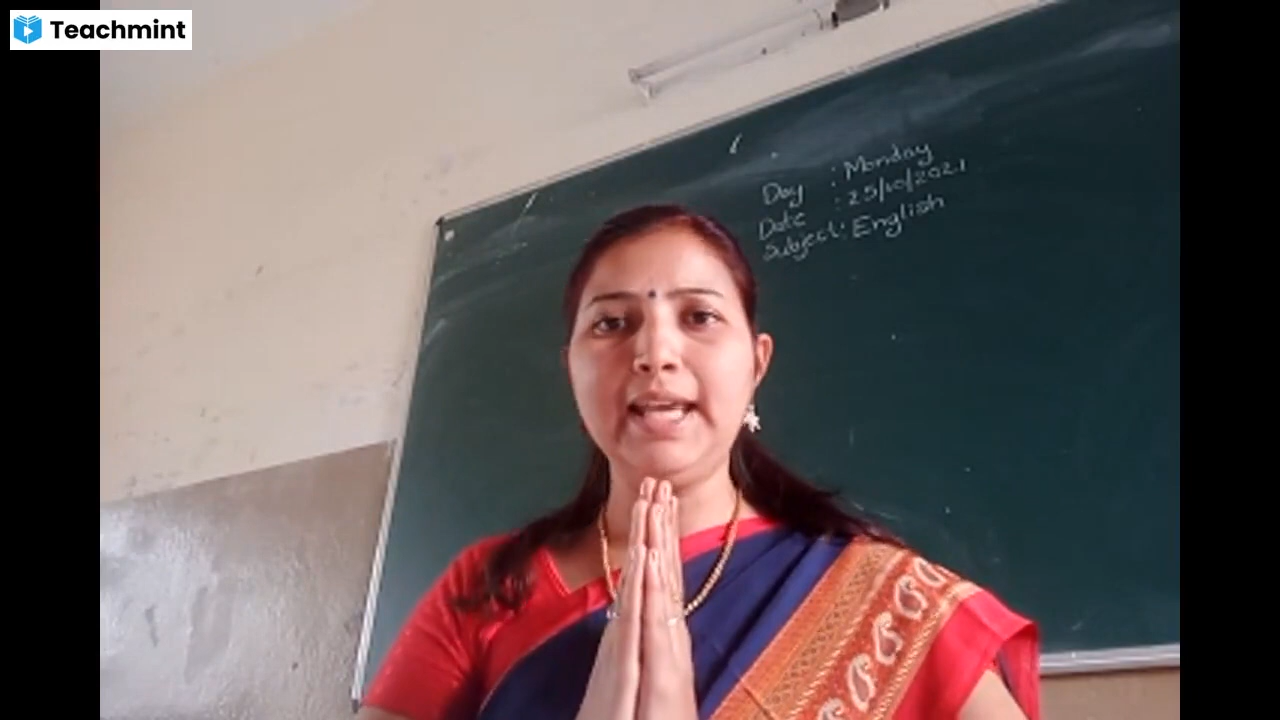 Teachmint
Day : Monday
Date : 25/10/2021
Subject : English